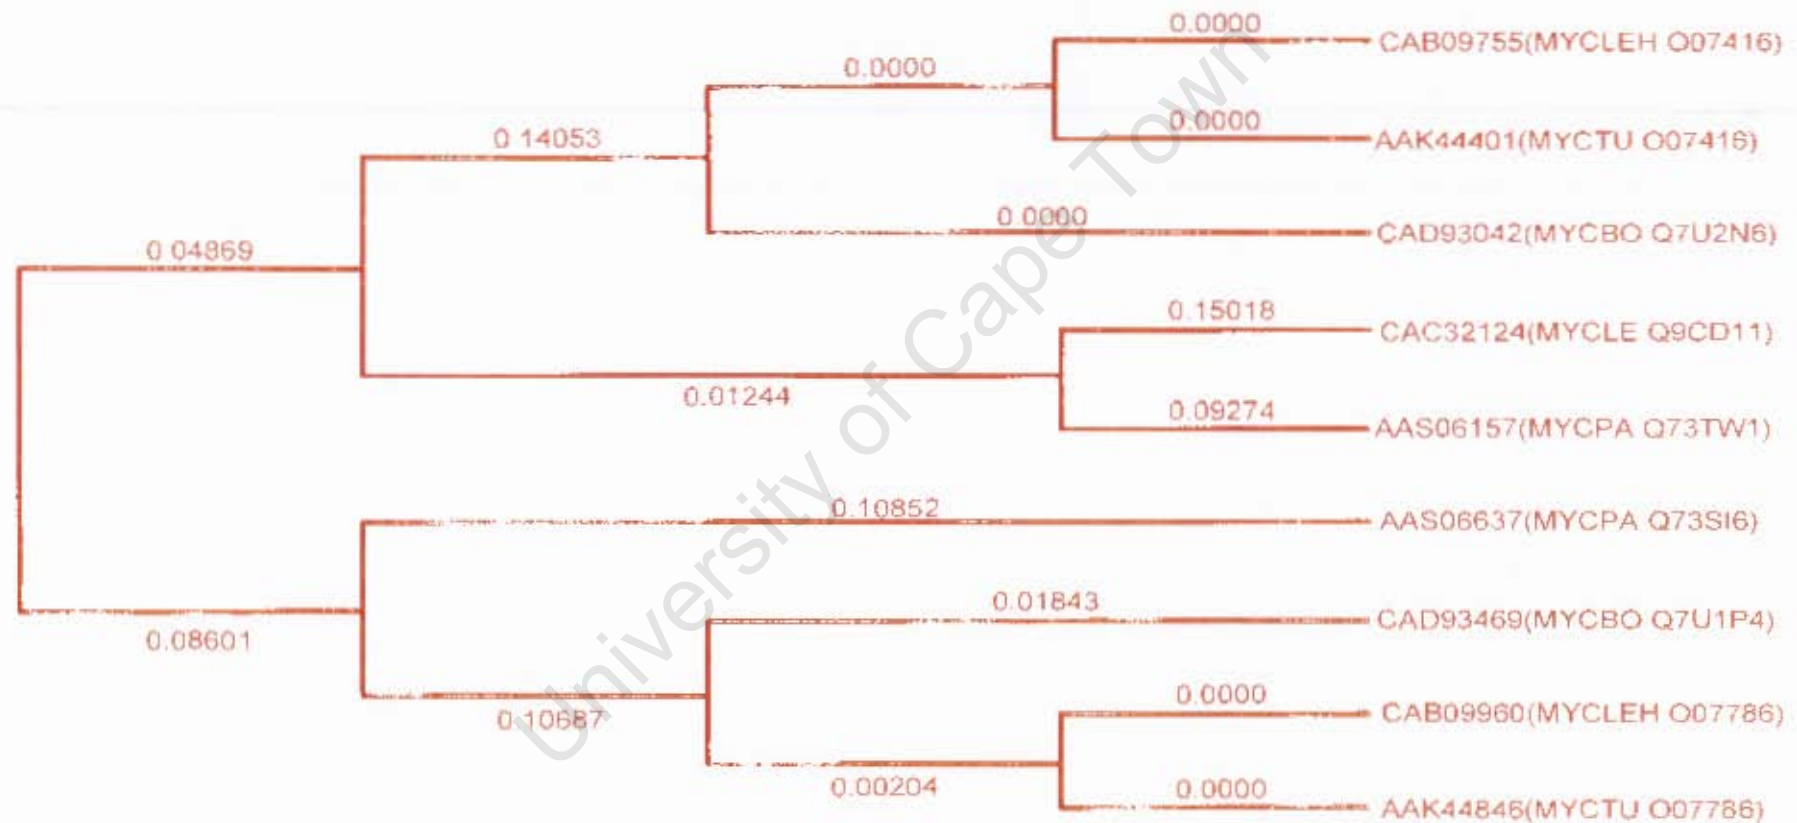 0.0000
CAB09755(MYCLEH O07416)
0.0000
0.0000
AAK44401(MYCTU O07416)
0 14053
0.0000
CAD93042(MYCBO Q7U2N6)
0 04869
0.15018
CAC32124(MYCLE Q9CD11)
0.01244
0.09274
AAS06157(MYCPA Q73TW1)
0.10852
AAS06637(MYCPA Q73SI6)
0.01843
CAD93469(MYCBO Q7U1P4)
0.08601
0.0000
CAB09960(MYCLEH O07786)
0.10687
0.00204
0.0000
AAK44846(MYCTU O07786)
University of Cape Town